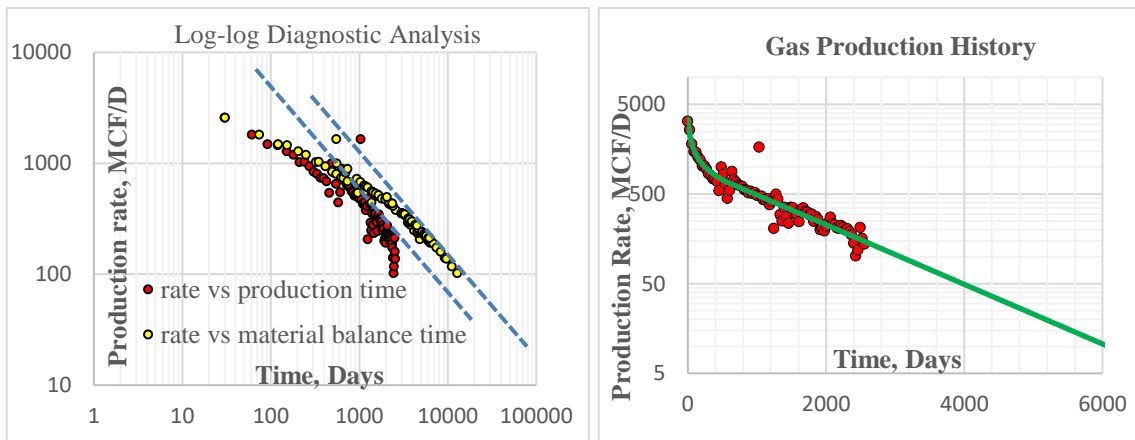 Log-log Diagnostic Analysis
10000
1000
100
10
Production rate, MCF/D
rate vs production time
rate vs material balance time
Time, Days
1 10 100 1000 10000 100000
Gas Production History
5000
500
50
5
Production Rate, MCF/D
0 2000 4000 6000
Time, Days